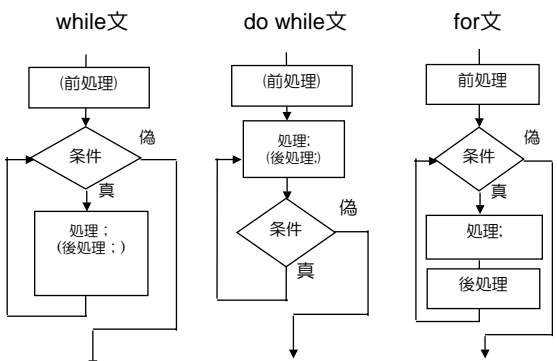 while文
(前処理)
条件
偽
真
処理；
(後処理；)
do while文
(前処理)
処理;
(後処理;)
条件
偽
真
for文
前処理
条件
偽
真
処理;
後処理